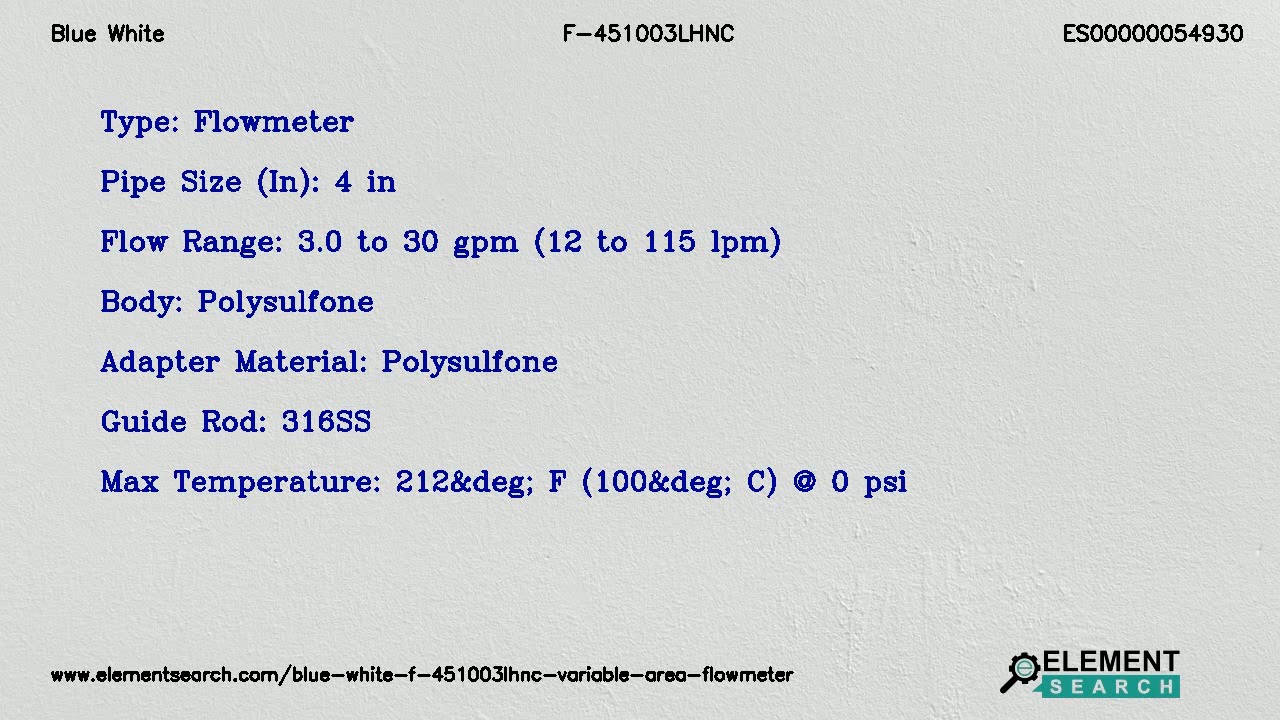 Blue White
F-451003LHNC
ES00000054930
Type: Flowmeter
Pipe Size (In): 4 in
Flow Range: 3.0 to 30 gpm (12 to 115 lpm)
Body: Polysulfone
Adapter Material: Polysulfone
Guide Rod: 316SS
Max Temperature: 212&deg; F (100&deg; C) @ 0 psi
www.elementsearch.com/blue-white-f-451003lhnc-variable-area-flowmeter
e ELEMENT
SEARCH